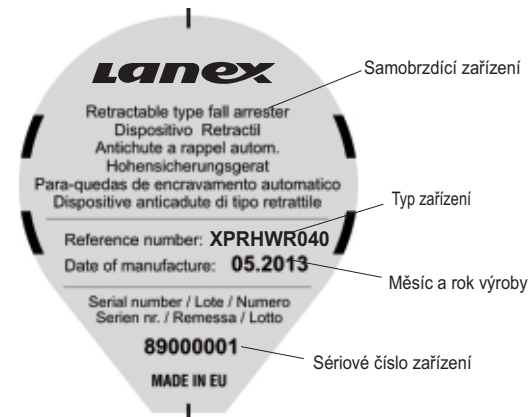 Lanex
Samobrzdící zařízení
Retractable type fall arrester
Dispositivo Retractil
Antichute a rappel autom.
Hohensicherungsgerat
Para-quedas de encravamento automatico
Dispositive anticadute di tipo retrattile
Typ zařízení
Reference number: XPRHWR040
Date of manufacture: 05.2013
Měsíc a rok výroby
Serial number / Lote / Numero
Serien nr. / Remessa / Lotto
89000001
Sériové číslo zařízení
MADE IN EU